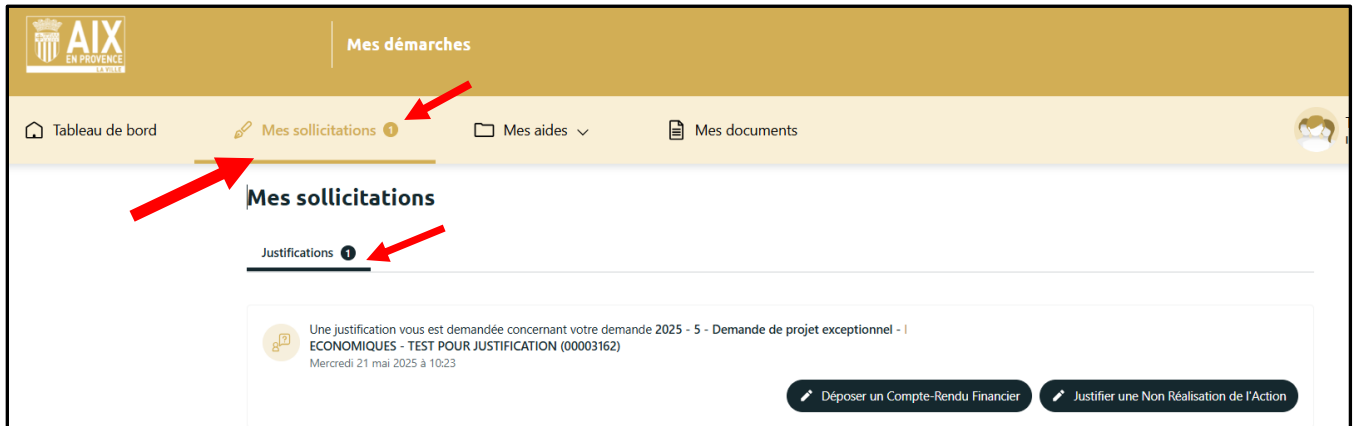 AIX
EN PROVENCE
LA VILLE
Mes démarches
Tableau de bord
Mes sollicitations 1
Mes aides
Mes documents
Mes sollicitations
Justifications 1
Une justification vous est demandée concernant votre demande 2025 - 5 - Demande de projet exceptionnel -
ECONOMIQUES - TEST POUR JUSTIFICATION (00003162)
Mercredi 21 mai 2025 à 10:23
Déposer un Compte-Rendu Financier
Justifier une Non Réalisation de l'Action